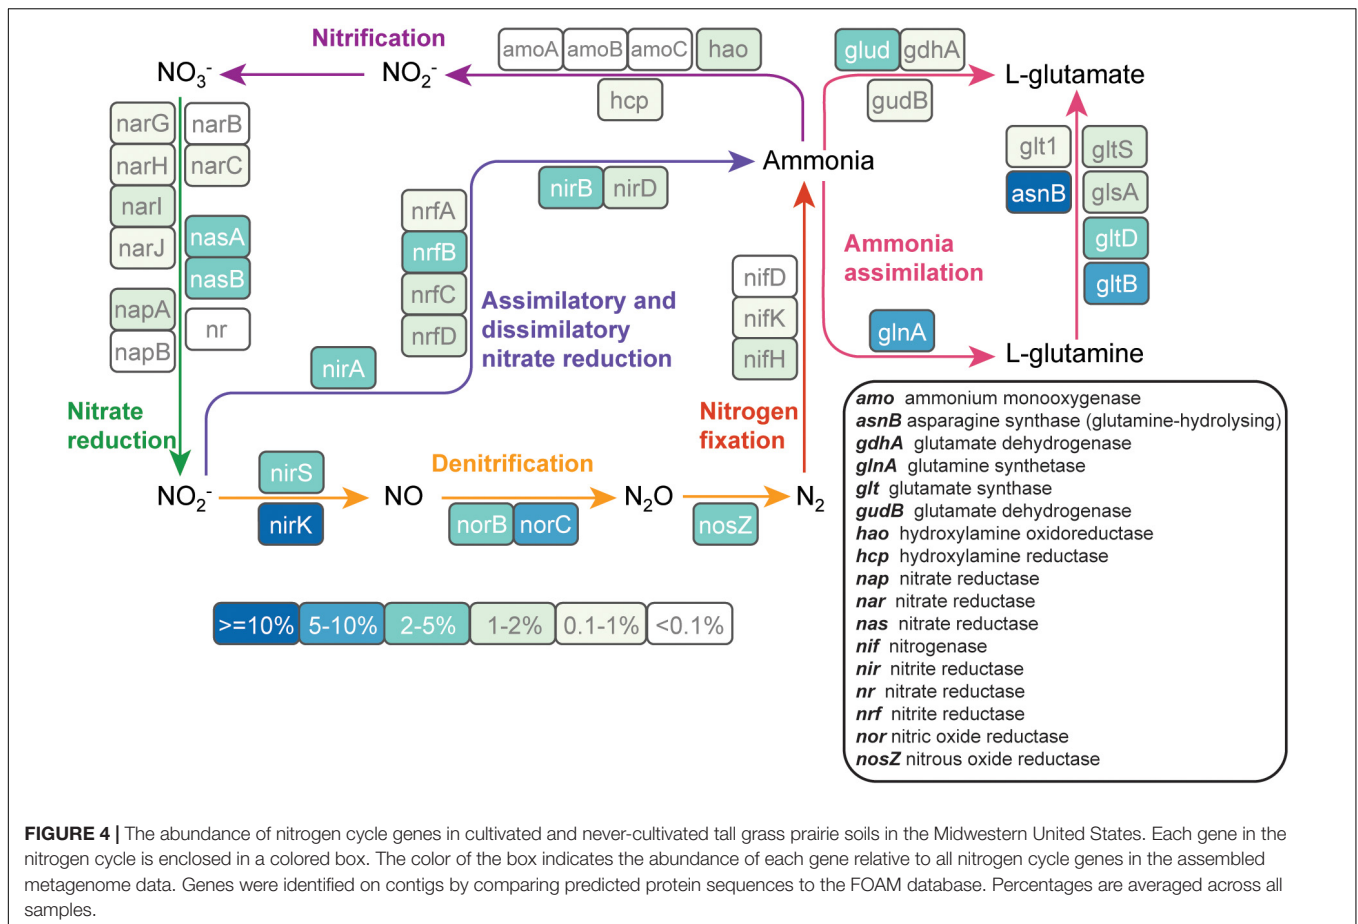 Nitrification
amoA amoB amoC hao
glud gdhA
NO3-
NO2-
L-glutamate
hcp
gudB
narG narB
narH narC
narI
narJ
nasA
nasB
napA
napB
nr
Ammonia
nirB nirD
nrfA
nrfB
nrfC
nrfD
glt1 gltS
asnB glsA
gltD
gltB
Ammonia
assimilation
nifD
nifK
nifH
Assimilatory and
dissimilatory
nitrate reduction
nirA
glnA
L-glutamine
Nitrate
reduction
Nitrogen
fixation
Denitrification
nirS
NO2-
NO
N2O
N2
nirK
norB norC
nosZ
>=10% 5-10% 2-5% 1-2% 0.1-1% <0.1%
amo ammonium monooxygenase
asnB asparagine synthase (glutamine-hydrolysing)
gdhA glutamate dehydrogenase
glnA glutamine synthetase
glt glutamate synthase
gudB glutamate dehydrogenase
hao hydroxylamine oxidoreductase
hcp hydroxylamine reductase
nap nitrate reductase
nar nitrate reductase
nas nitrate reductase
nif nitrogenase
nir nitrite reductase
nr nitrate reductase
nrf nitrite reductase
nor nitric oxide reductase
nosZ nitrous oxide reductase
FIGURE 4 | The abundance of nitrogen cycle genes in cultivated and never-cultivated tall grass prairie soils in the Midwestern United States. Each gene in the
nitrogen cycle is enclosed in a colored box. The color of the box indicates the abundance of each gene relative to all nitrogen cycle genes in the assembled
metagenome data. Genes were identified on contigs by comparing predicted protein sequences to the FOAM database. Percentages are averaged across all
samples.